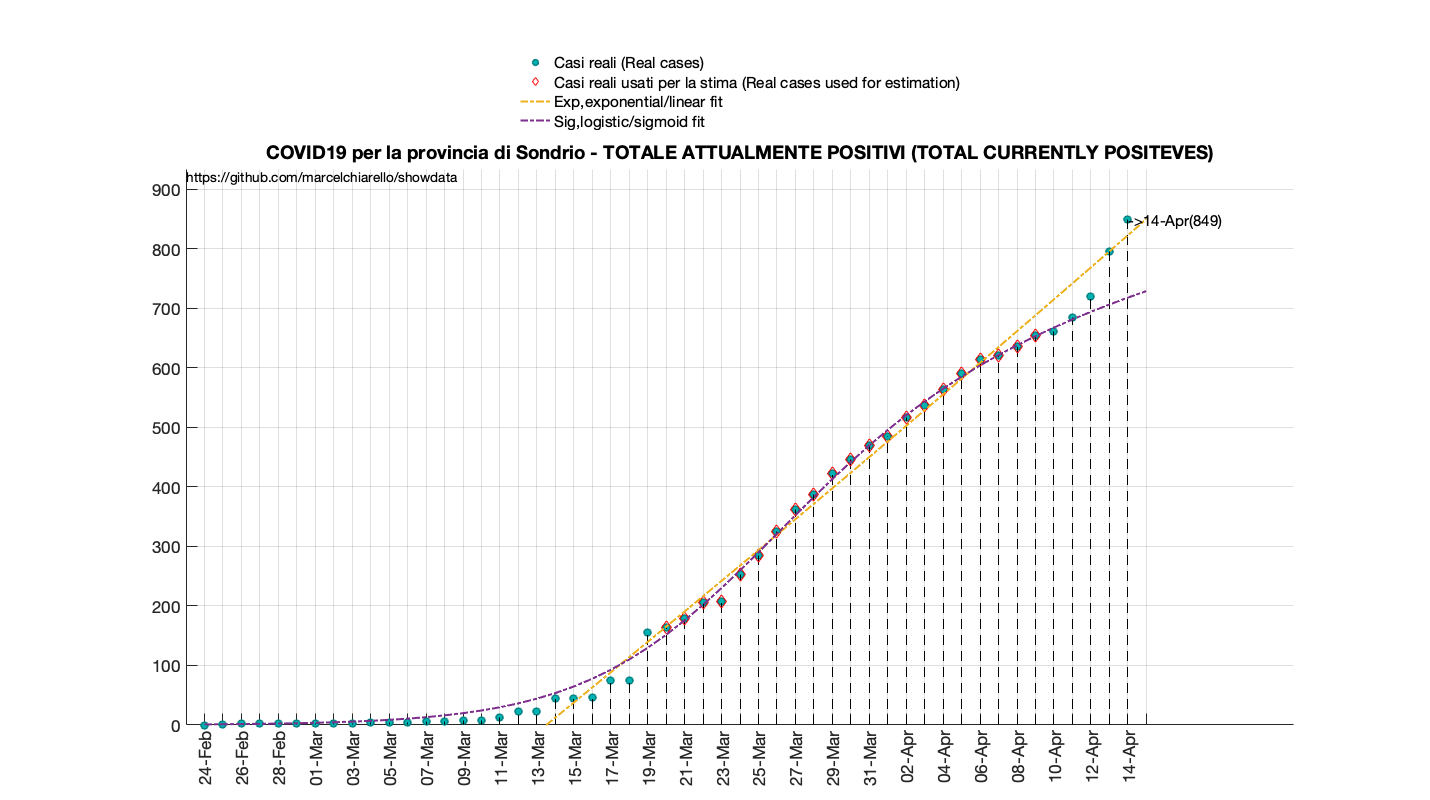 Casi reali (Real cases)
Casi reali usati per la stima (Real cases used for estimation)
Exp,exponential/linear fit
Sig,logistic/sigmoid fit
COVID19 per la provincia di Sondrio - TOTALE ATTUALMENTE POSITIVI (TOTAL CURRENTLY POSITEVES)
https://github.com/marcelchiarello/showdata
900
800
700
600
500
400
300
200
100
0
->14-Apr(849)
24-Feb
26-Feb
28-Feb
01-Mar
03-Mar
05-Mar
07-Mar
09-Mar
11-Mar
13-Mar
15-Mar
17-Mar
19-Mar
21-Mar
23-Mar
25-Mar
27-Mar
29-Mar
31-Mar
02-Apr
04-Apr
06-Apr
08-Apr
10-Apr
12-Apr
14-Apr